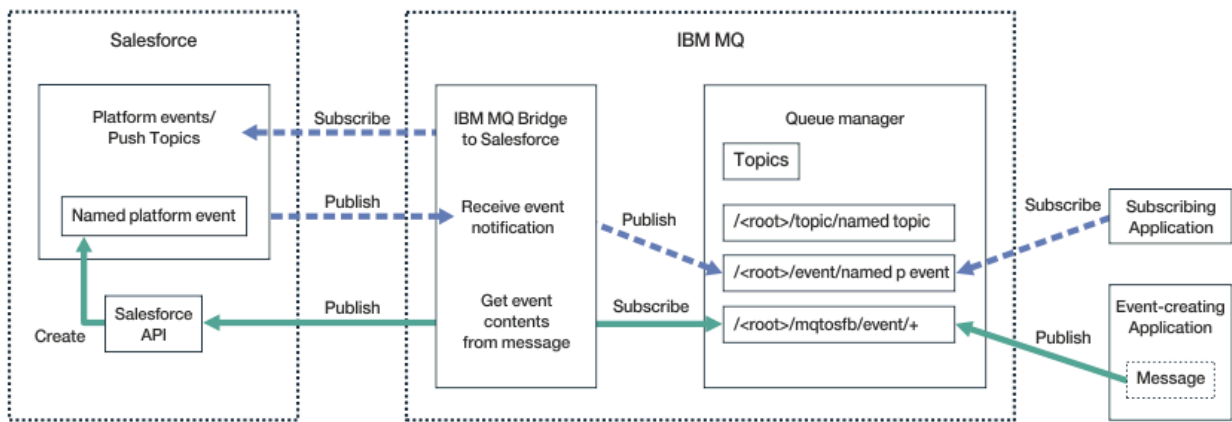 Salesforce
IBM MQ
Platform events/
Push Topics
Subscribe
IBM MQ Bridge
to Salesforce
Queue manager
Topics
Named platform event
Publish
Receive event
notification
Publish
/<root>/topic/named topic
Subscribe
Subscribing
Application
/<root>/event/named p event
Salesforce
API
Create
Publish
Get event
contents
from message
Subscribe
/<root>/mqtosfb/event/+
Publish
Event-creating
Application
Message